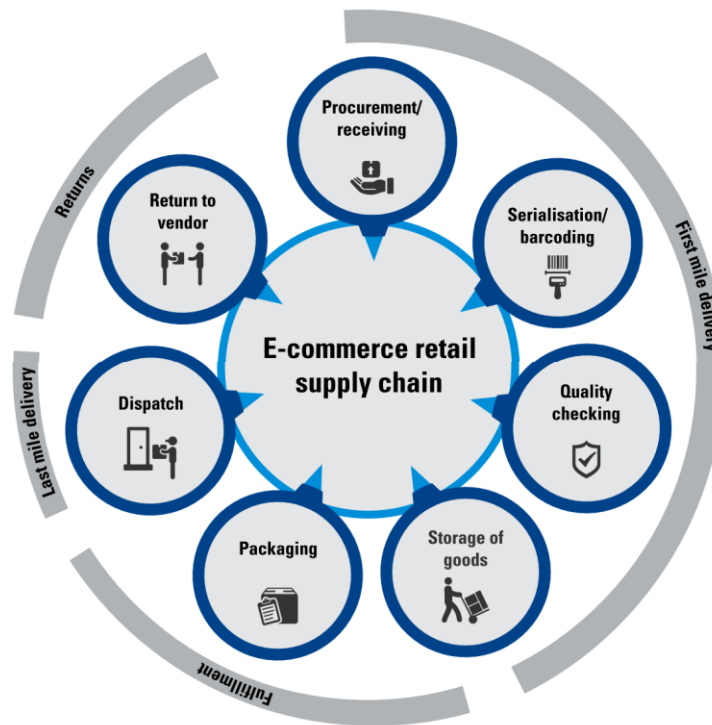 Procurement/
receiving
Serialisation/
barcoding
Quality
checking
Storage of
goods
Packaging
Dispatch
Return to
vendor
E-commerce retail
supply chain
First mile delivery
Fulfillment
Last mile delivery
Returns